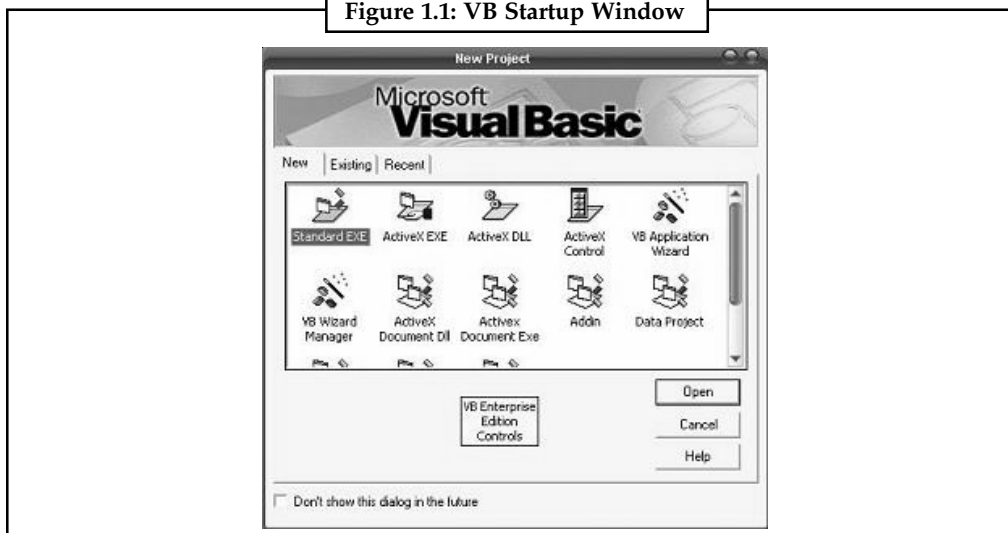 Figure 1.1: VB Startup Window
New Project
Microsoft
Visual Basic
New Existing Recent
Standard EXE ActiveX EXE ActiveX DLL ActiveX Control VB Application Wizard
VB Wizard Manager ActiveX Document Dll Activex Document Exe Addin Data Project
VB Enterprise
Edition
Controls
Open
Cancel
Help
Don't show this dialog in the future